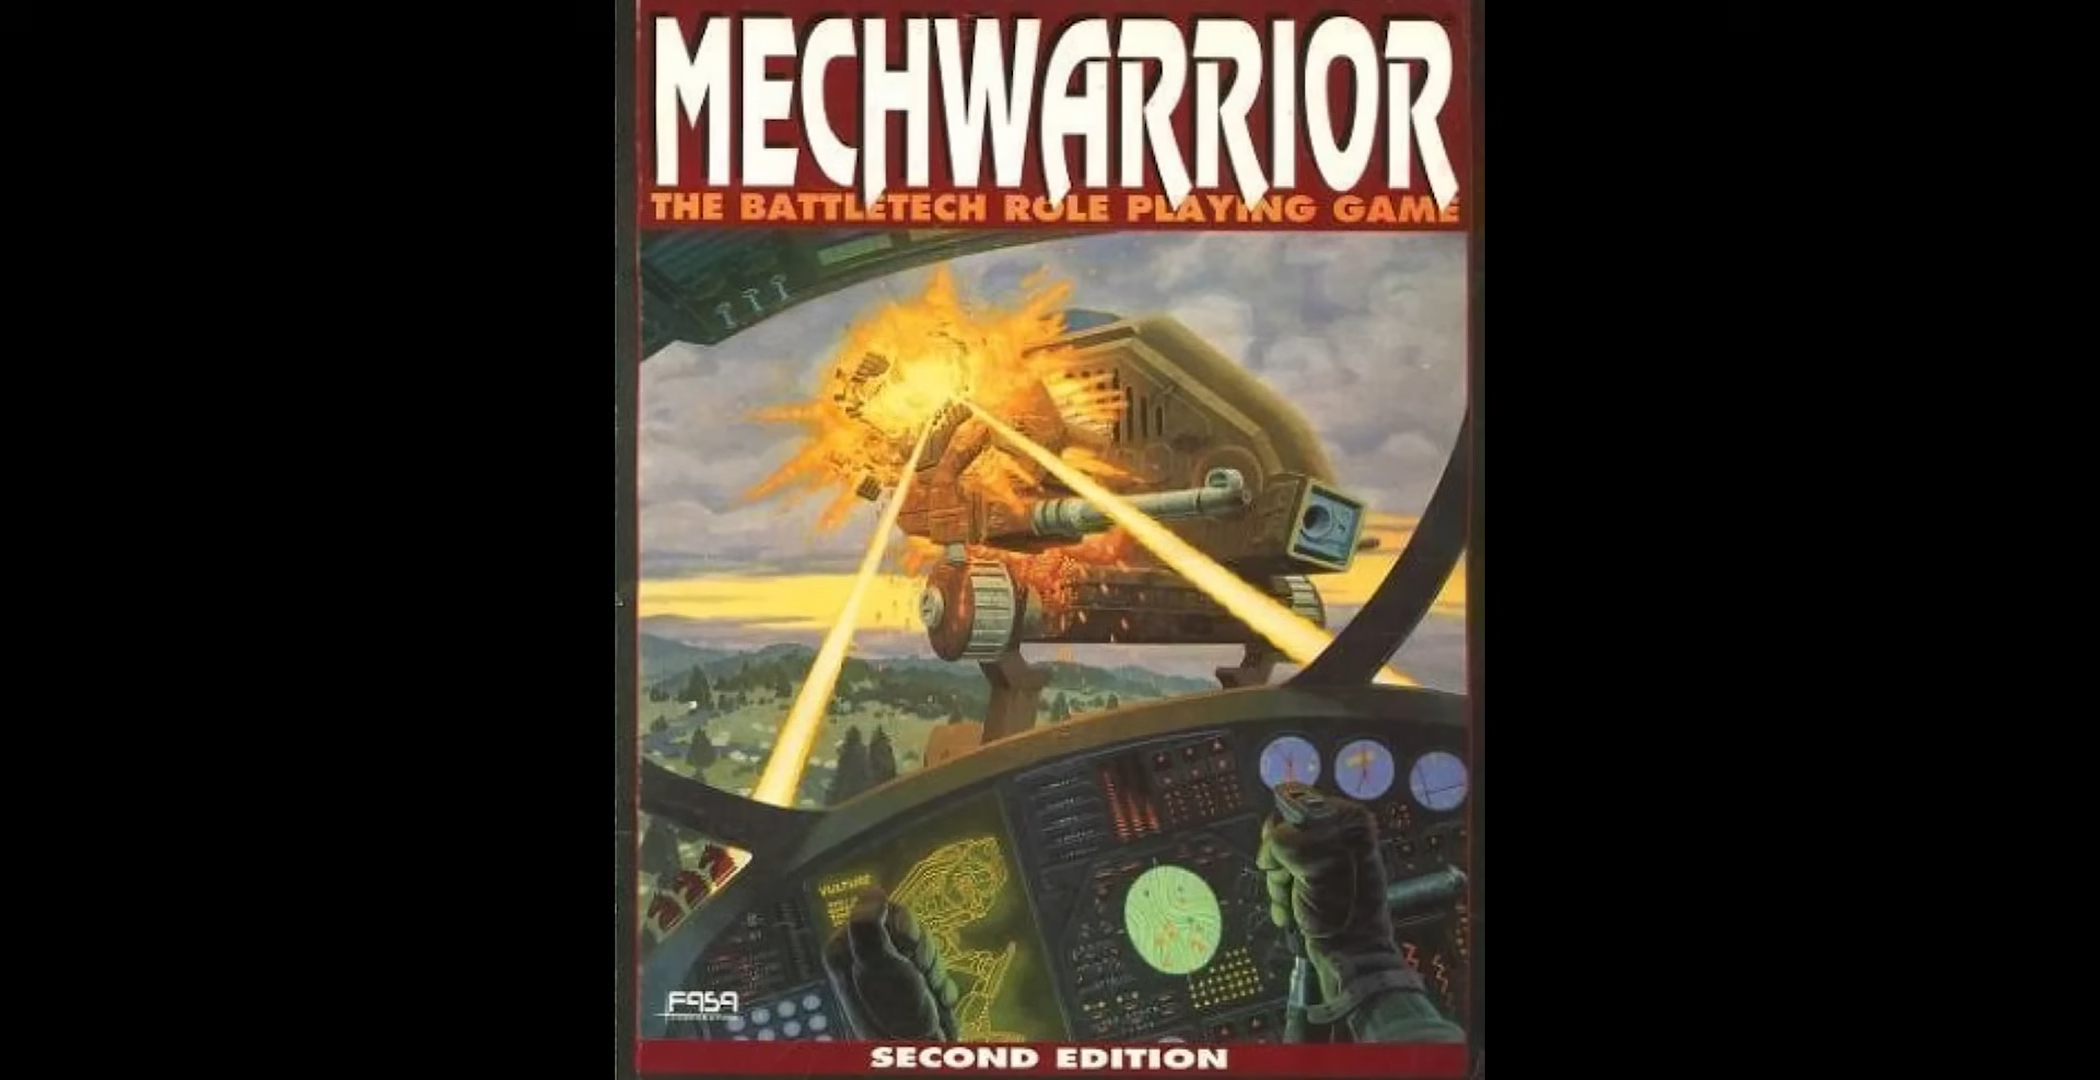 MECHWARRIOR
THE BATTLETECH ROLE PLAYING GAME
VULTURE
FASA
SECOND EDITION